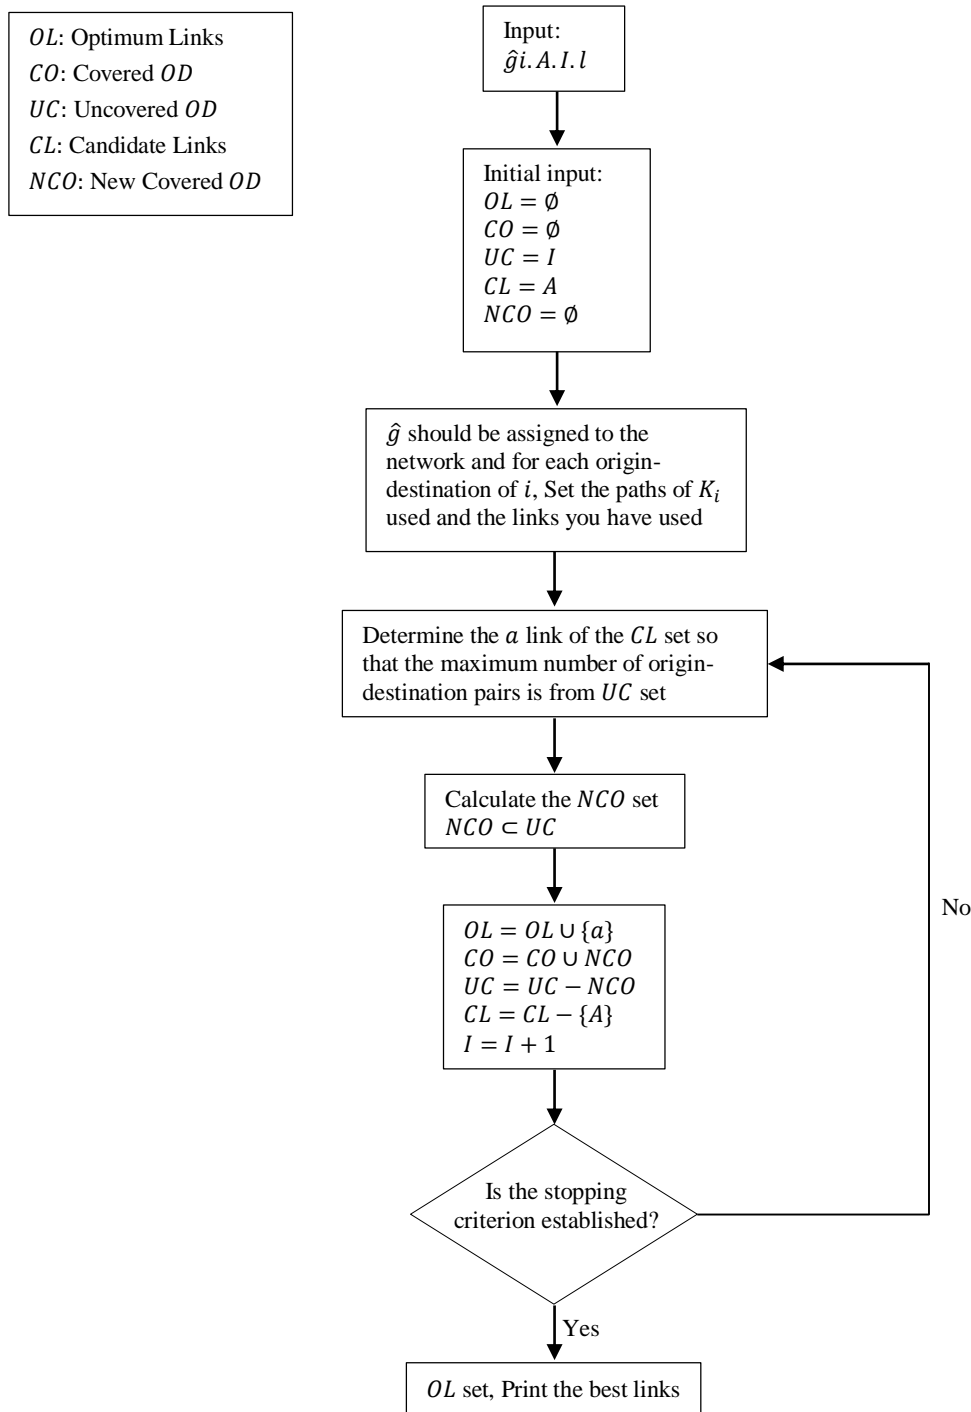 OL: Optimum Links
CO: Covered OD
UC: Uncovered OD
CL: Candidate Links
NCO: New Covered OD
Input:
ĝi. A. I. l
Initial input:
OL = ∅
CO = ∅
UC = I
CL = A
NCO = ∅
ĝ should be assigned to the
network and for each origin-
destination of i, Set the paths of Kᵢ
used and the links you have used
Determine the a link of the CL set so
that the maximum number of origin-
destination pairs is from UC set
Calculate the NCO set
NCO ⊂ UC
OL = OL ∪ {a}
CO = CO ∪ NCO
UC = UC − NCO
CL = CL − {A}
I = I + 1
No
Is the stopping
criterion established?
Yes
OL set, Print the best links